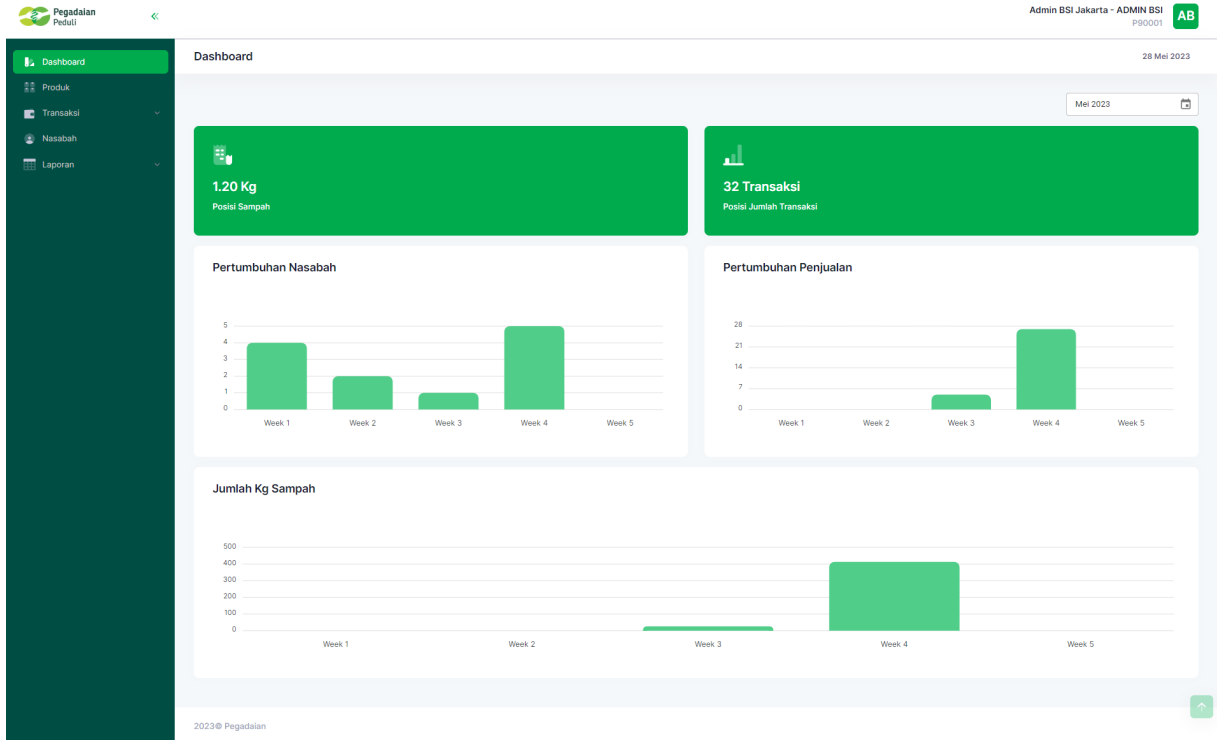 Pegadaian
Peduli
Admin BSI Jakarta - ADMIN BSI
P90001
AB
Dashboard
Produk
Transaksi
Nasabah
Laporan
Dashboard
28 Mei 2023
Mei 2023
1.20 Kg
Posisi Sampah
32 Transaksi
Posisi Jumlah Transaksi
Pertumbuhan Nasabah
5
4
3
2
1
0
Week 1 Week 2 Week 3 Week 4 Week 5
Pertumbuhan Penjualan
28
21
14
7
0
Week 1 Week 2 Week 3 Week 4 Week 5
Jumlah Kg Sampah
500
400
300
200
100
0
Week 1 Week 2 Week 3 Week 4 Week 5
2023© Pegadaian